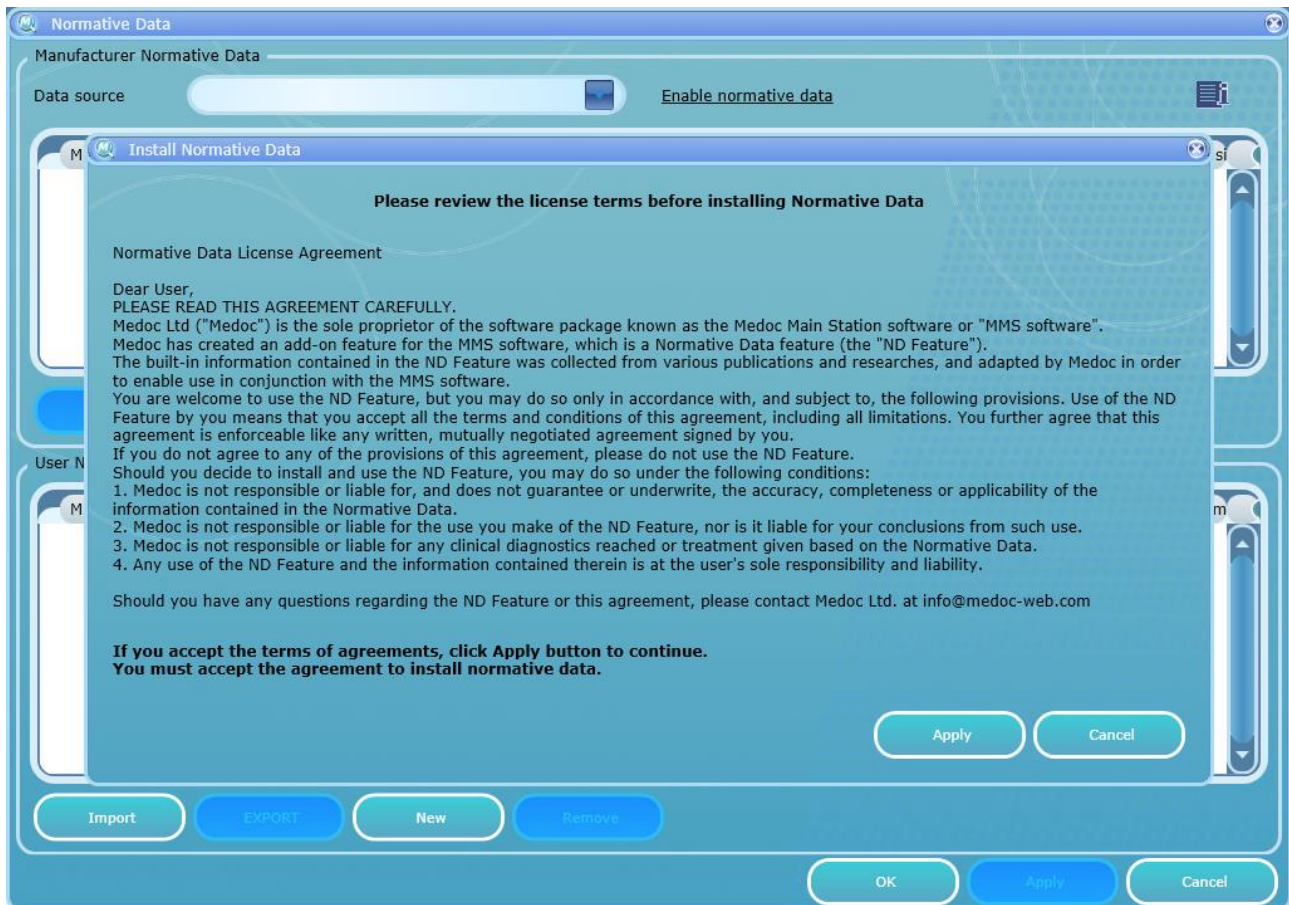 Normative Data
Manufacturer Normative Data
Data source
Enable normative data
M
Install Normative Data
si
Please review the license terms before installing Normative Data
Normative Data License Agreement
Dear User,
PLEASE READ THIS AGREEMENT CAREFULLY.
Medoc Ltd ("Medoc") is the sole proprietor of the software package known as the Medoc Main Station software or "MMS software".
Medoc has created an add-on feature for the MMS software, which is a Normative Data feature (the "ND Feature").
The built-in information contained in the ND Feature was collected from various publications and researches, and adapted by Medoc in order
to enable use in conjunction with the MMS software.
You are welcome to use the ND Feature, but you may do so only in accordance with, and subject to, the following provisions. Use of the ND
Feature by you means that you accept all the terms and conditions of this agreement, including all limitations. You further agree that this
agreement is enforceable like any written, mutually negotiated agreement signed by you.
If you do not agree to any of the provisions of this agreement, please do not use the ND Feature.
Should you decide to install and use the ND Feature, you may do so under the following conditions:
1. Medoc is not responsible or liable for, and does not guarantee or underwrite, the accuracy, completeness or applicability of the
information contained in the Normative Data.
2. Medoc is not responsible or liable for the use you make of the ND Feature, nor is it liable for your conclusions from such use.
3. Medoc is not responsible or liable for any clinical diagnostics reached or treatment given based on the Normative Data.
4. Any use of the ND Feature and the information contained therein is at the user's sole responsibility and liability.
Should you have any questions regarding the ND Feature or this agreement, please contact Medoc Ltd. at info@medoc-web.com
If you accept the terms of agreements, click Apply button to continue.
You must accept the agreement to install normative data.
Apply Cancel
User N
M
m
Import EXPORT New Remove
OK Apply Cancel